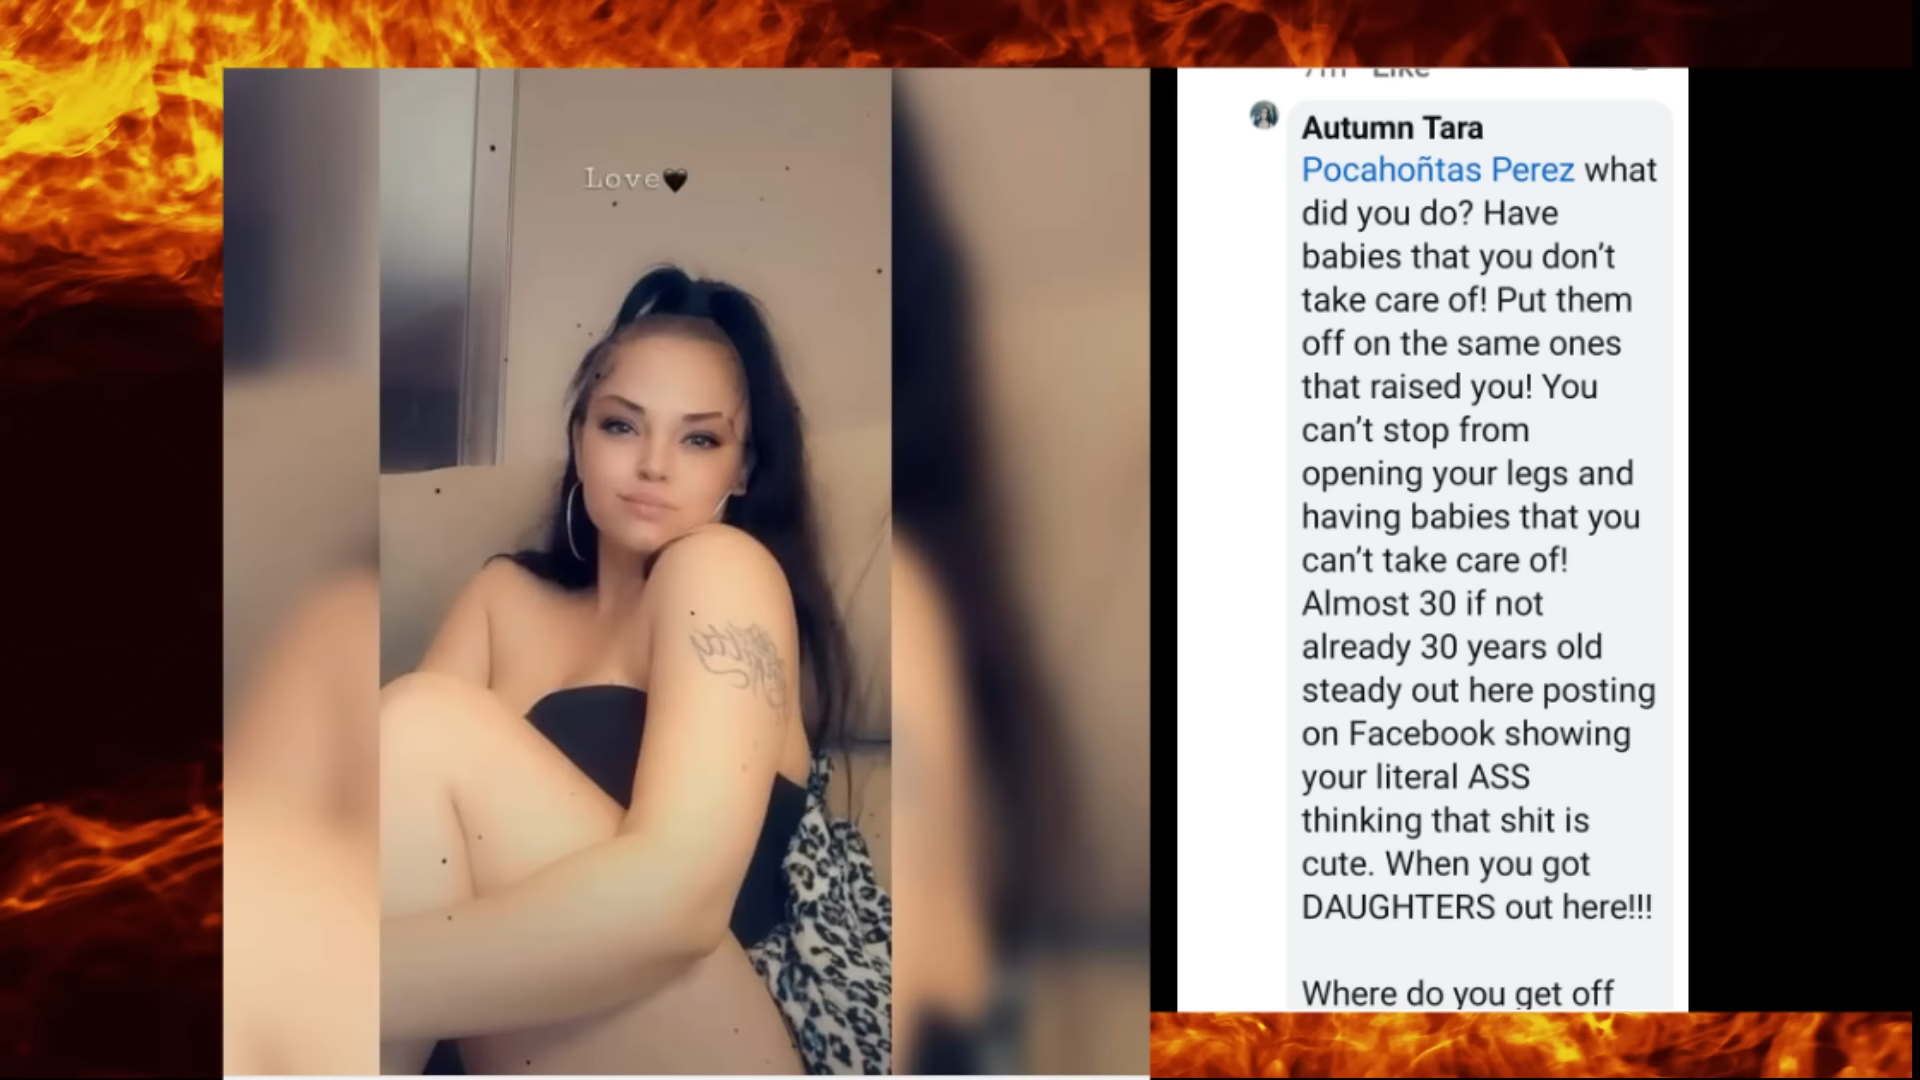 Love🖤
Like
Autumn Tara
Pocahoñtas Perez what
did you do? Have
babies that you don't
take care of! Put them
off on the same ones
that raised you! You
can't stop from
opening your legs and
having babies that you
can't take care of!
Almost 30 if not
already 30 years old
steady out here posting
on Facebook showing
your literal ASS
thinking that shit is
cute. When you got
DAUGHTERS out here!!!
Where do you get off